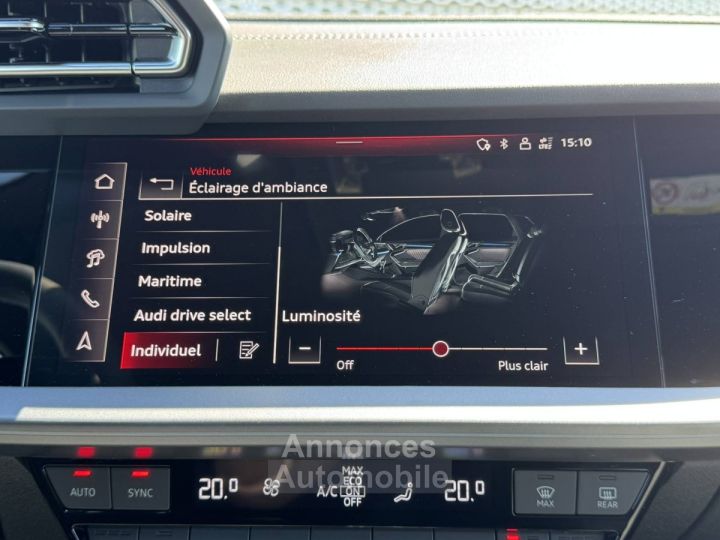 15:10
Véhicule
Éclairage d'ambiance
Solaire
Impulsion
Maritime
Audi drive select
Individuel
Luminosité
Off
Plus clair
AUTO
SYNC
20.0
A/C
MAX
ECO
ON
OFF
20.0
MAX
REAR
Annonces
Automobile